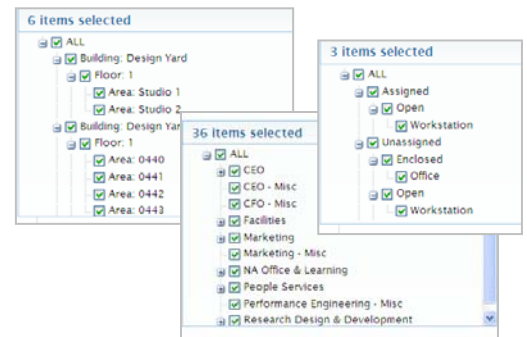 6 items selected
ALL
Building: Design Yard
Floor: 1
Area: Studio 1
Area: Studio 2
Building: Design Yar
Floor: 1
Area: 0440
Area: 0441
Area: 0442
Area: 0443
36 items selected
ALL
CEO
CEO - Misc
CFO - Misc
Facilities
Marketing
Marketing - Misc
NA Office & Learning
People Services
Performance Engineering - Misc
Research Design & Development
3 items selected
ALL
Assigned
Open
Workstation
Unassigned
Enclosed
Office
Open
Workstation